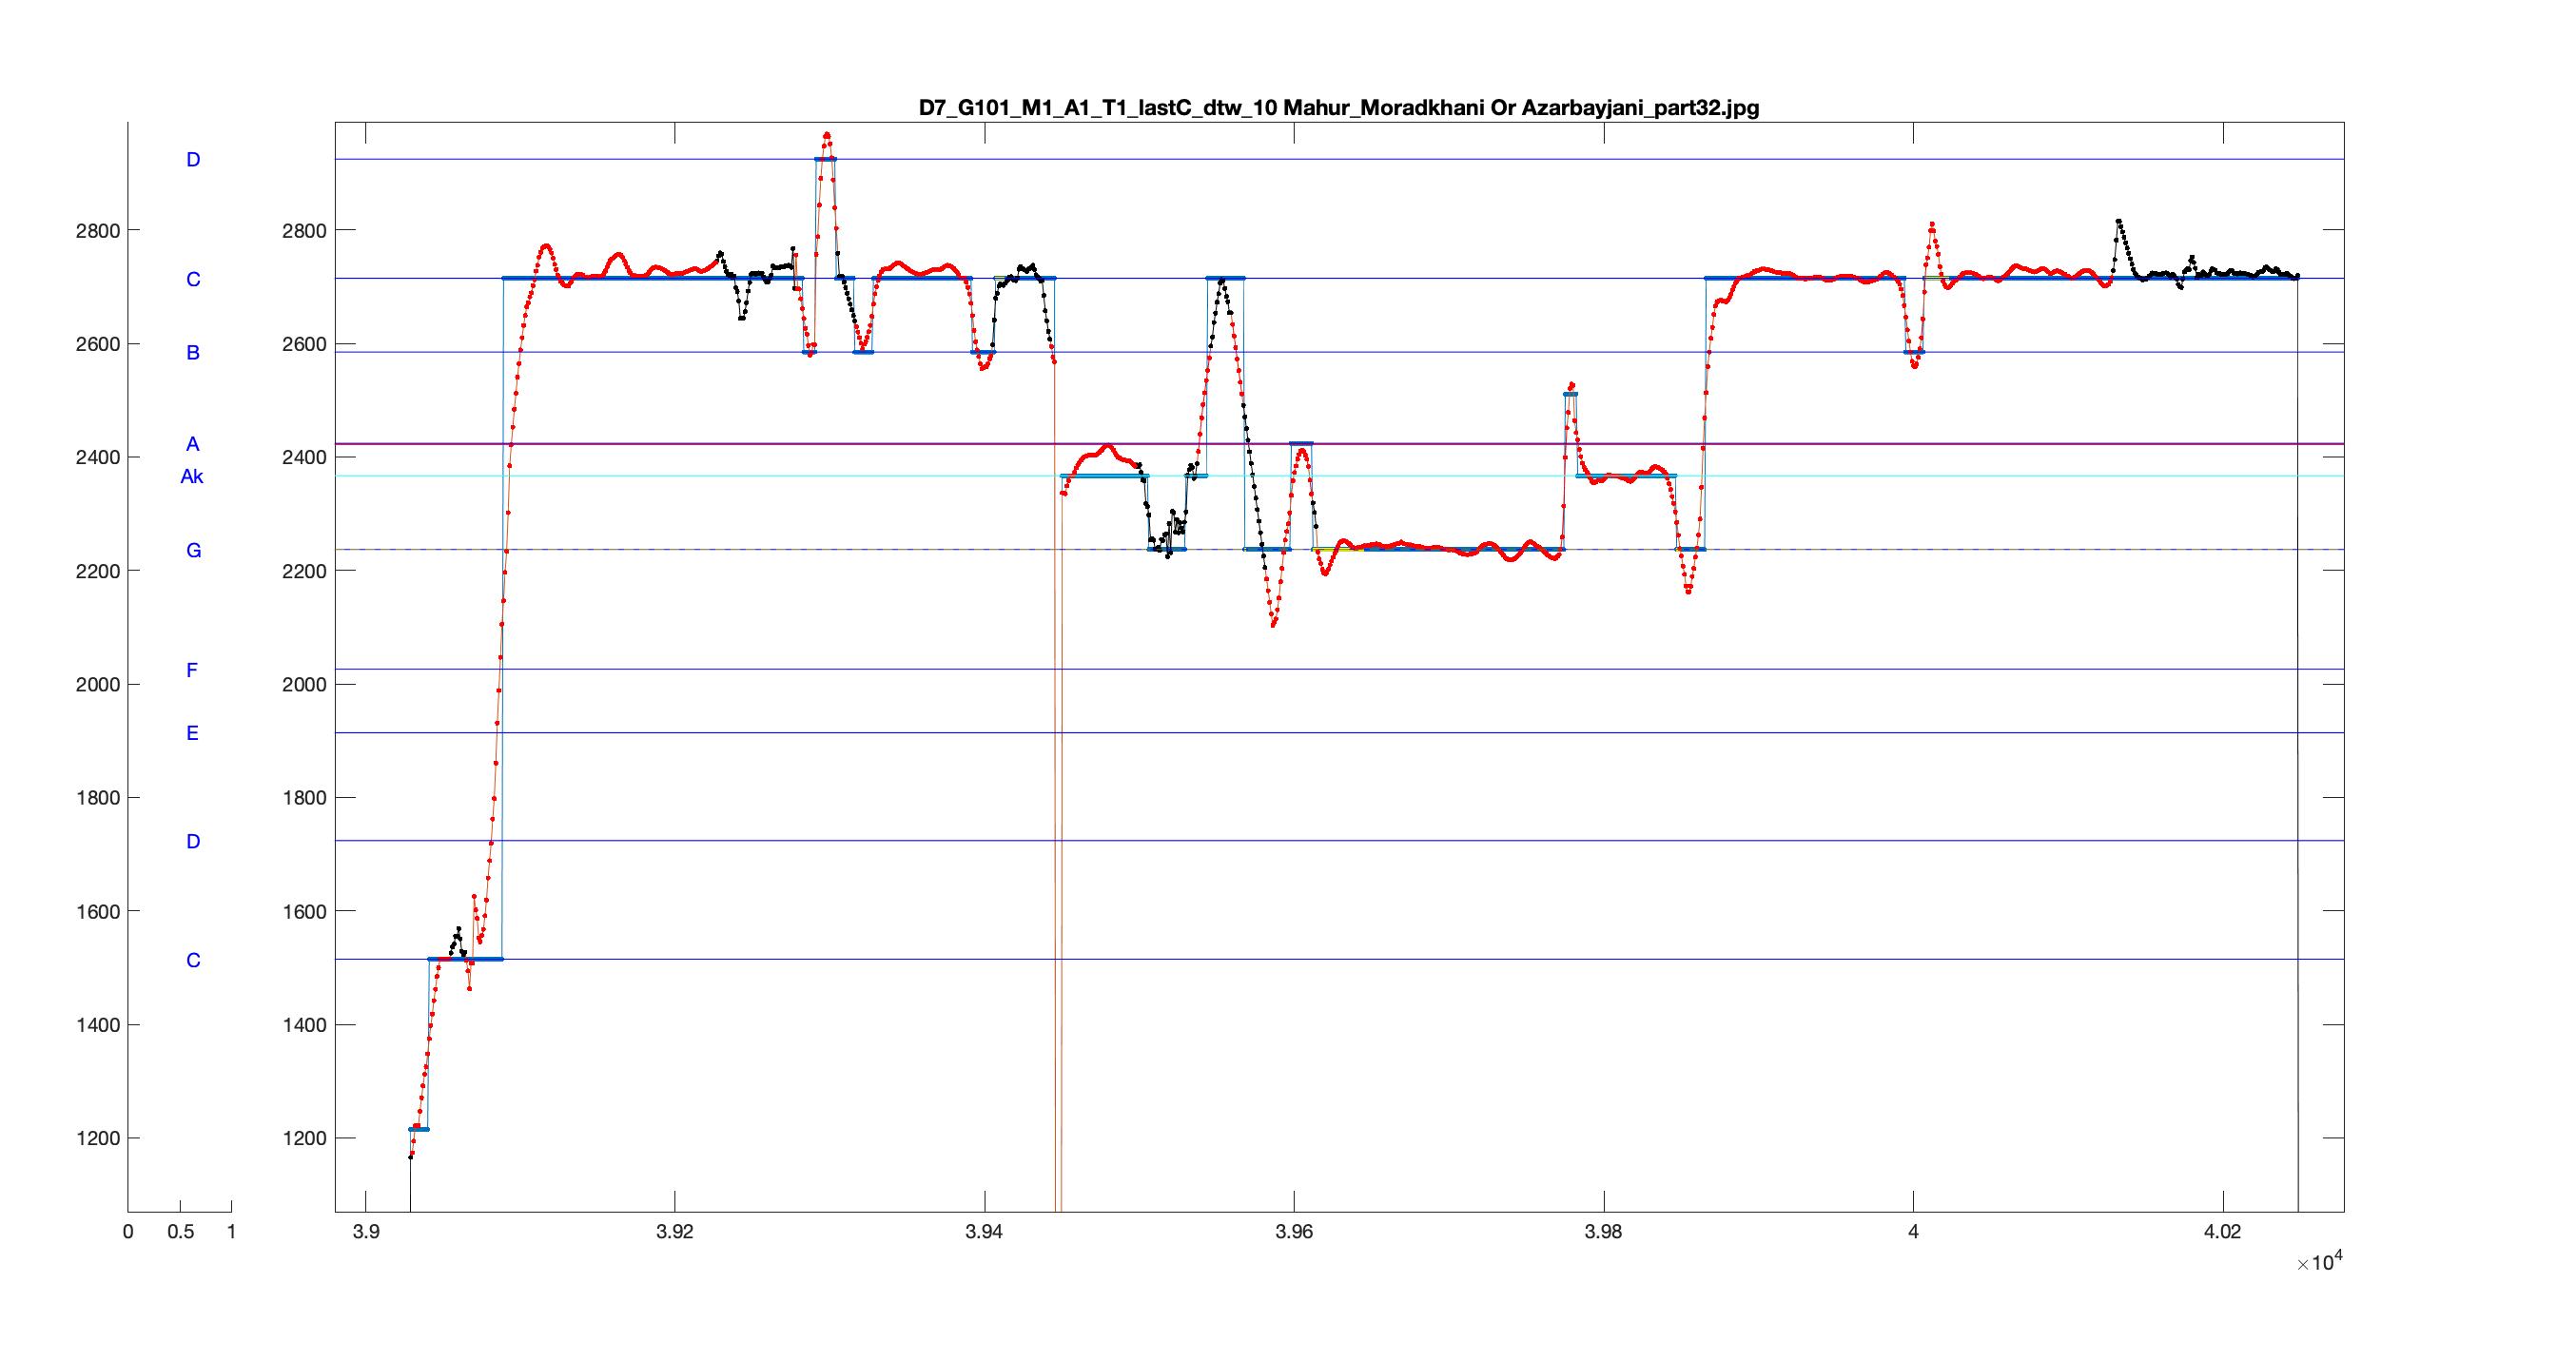 D7_G101_M1_A1_T1_lastC_dtw_10 Mahur_Moradkhani Or Azarbayjani_part32.jpg
D
2800 2800
C
2600 2600
B
A
2400 2400
Ak
G
2200 2200
F
2000 2000
E
1800 1800
D
1600 1600
C
1400 1400
1200 1200
0 0.5 1 3.9 3.92 3.94 3.96 3.98 4 4.02
×10⁴